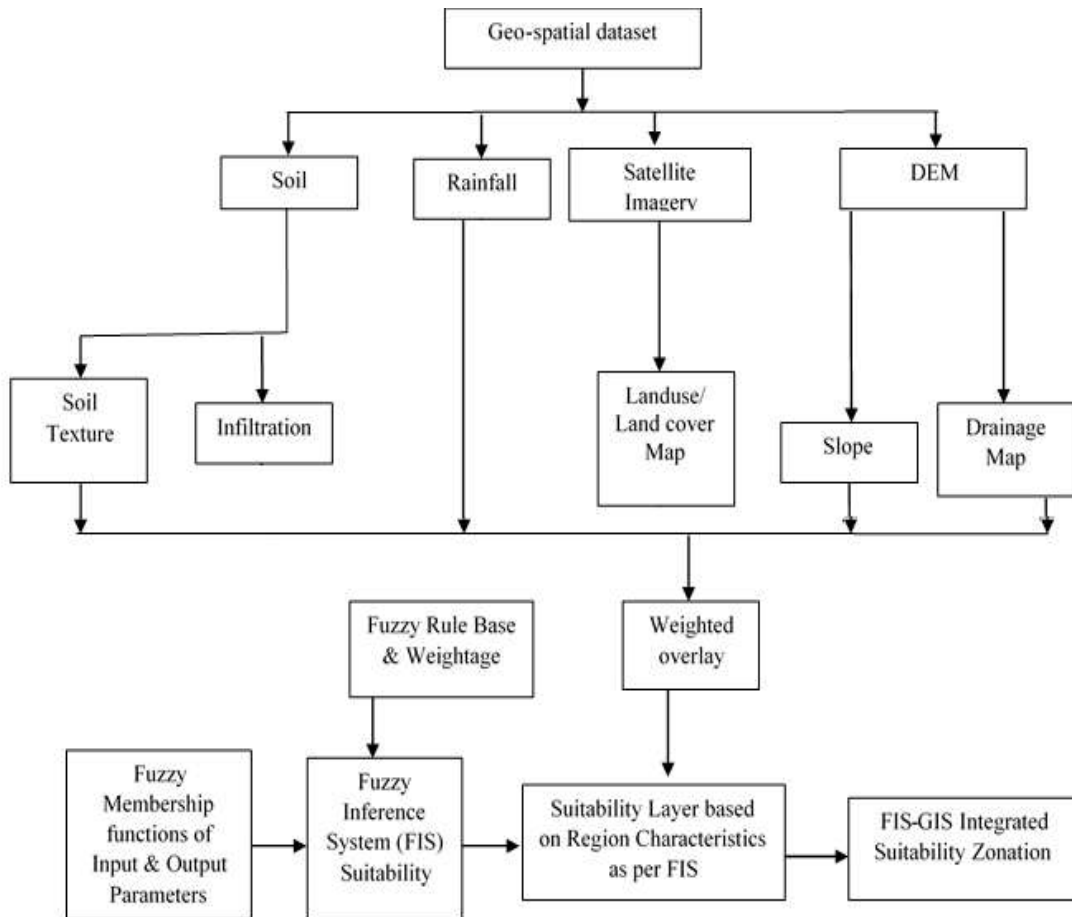 Geo-spatial dataset
Soil
Rainfall
Satellite
Imagery
DEM
Soil
Texture
Infiltration
Landuse/
Land cover
Map
Slope
Drainage
Map
Fuzzy Rule Base
& Weightage
Weighted
overlay
Fuzzy
Membership
functions of
Input & Output
Parameters
Fuzzy
Inference
System (FIS)
Suitability
Suitability Layer based
on Region Characteristics
as per FIS
FIS-GIS Integrated
Suitability Zonation